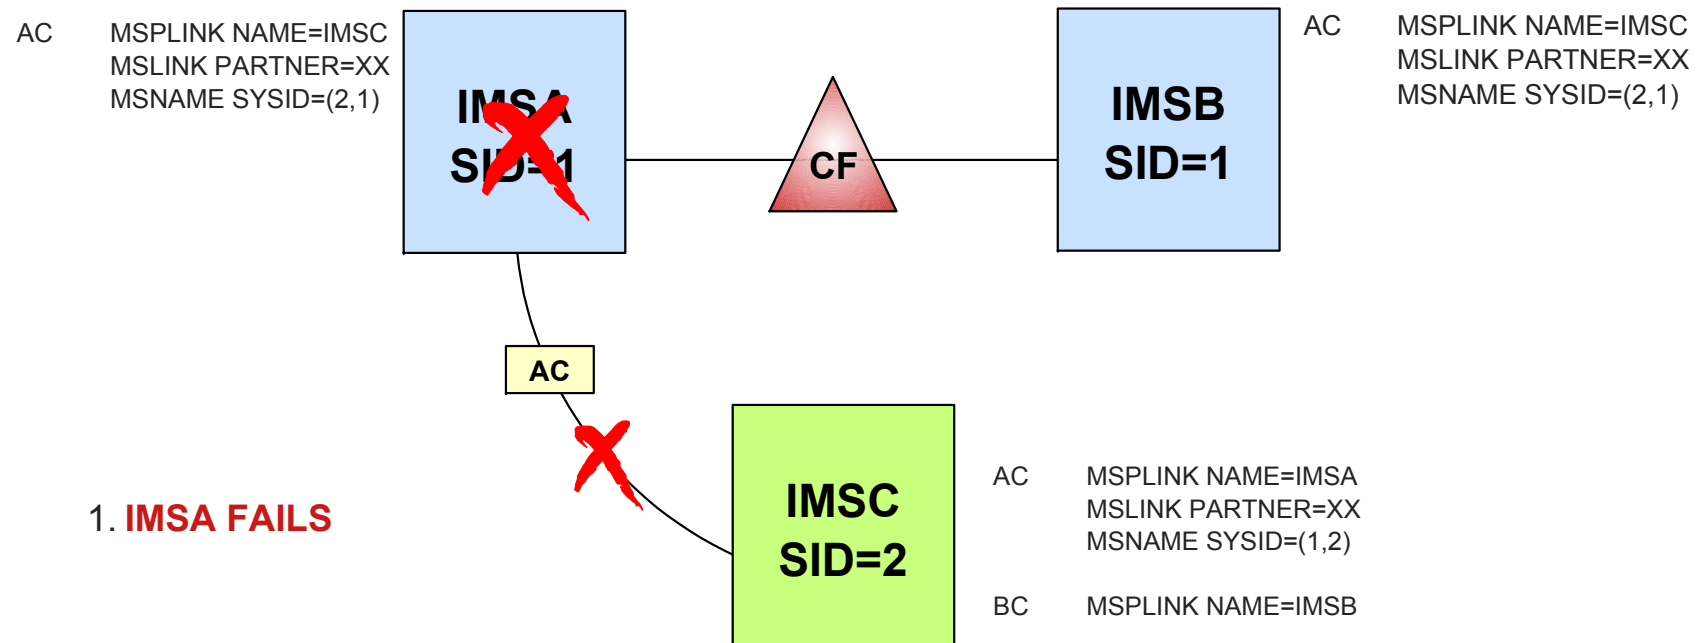 AC MSPLINK NAME=IMSC
MSLINK PARTNER=XX
MSNAME SYSID=(2,1)
IMSA
SID=1
CF
IMSB
SID=1
AC MSPLINK NAME=IMSC
MSLINK PARTNER=XX
MSNAME SYSID=(2,1)
AC
1. IMSA FAILS
IMSC
SID=2
AC MSPLINK NAME=IMSA
MSLINK PARTNER=XX
MSNAME SYSID=(1,2)
BC MSPLINK NAME=IMSB